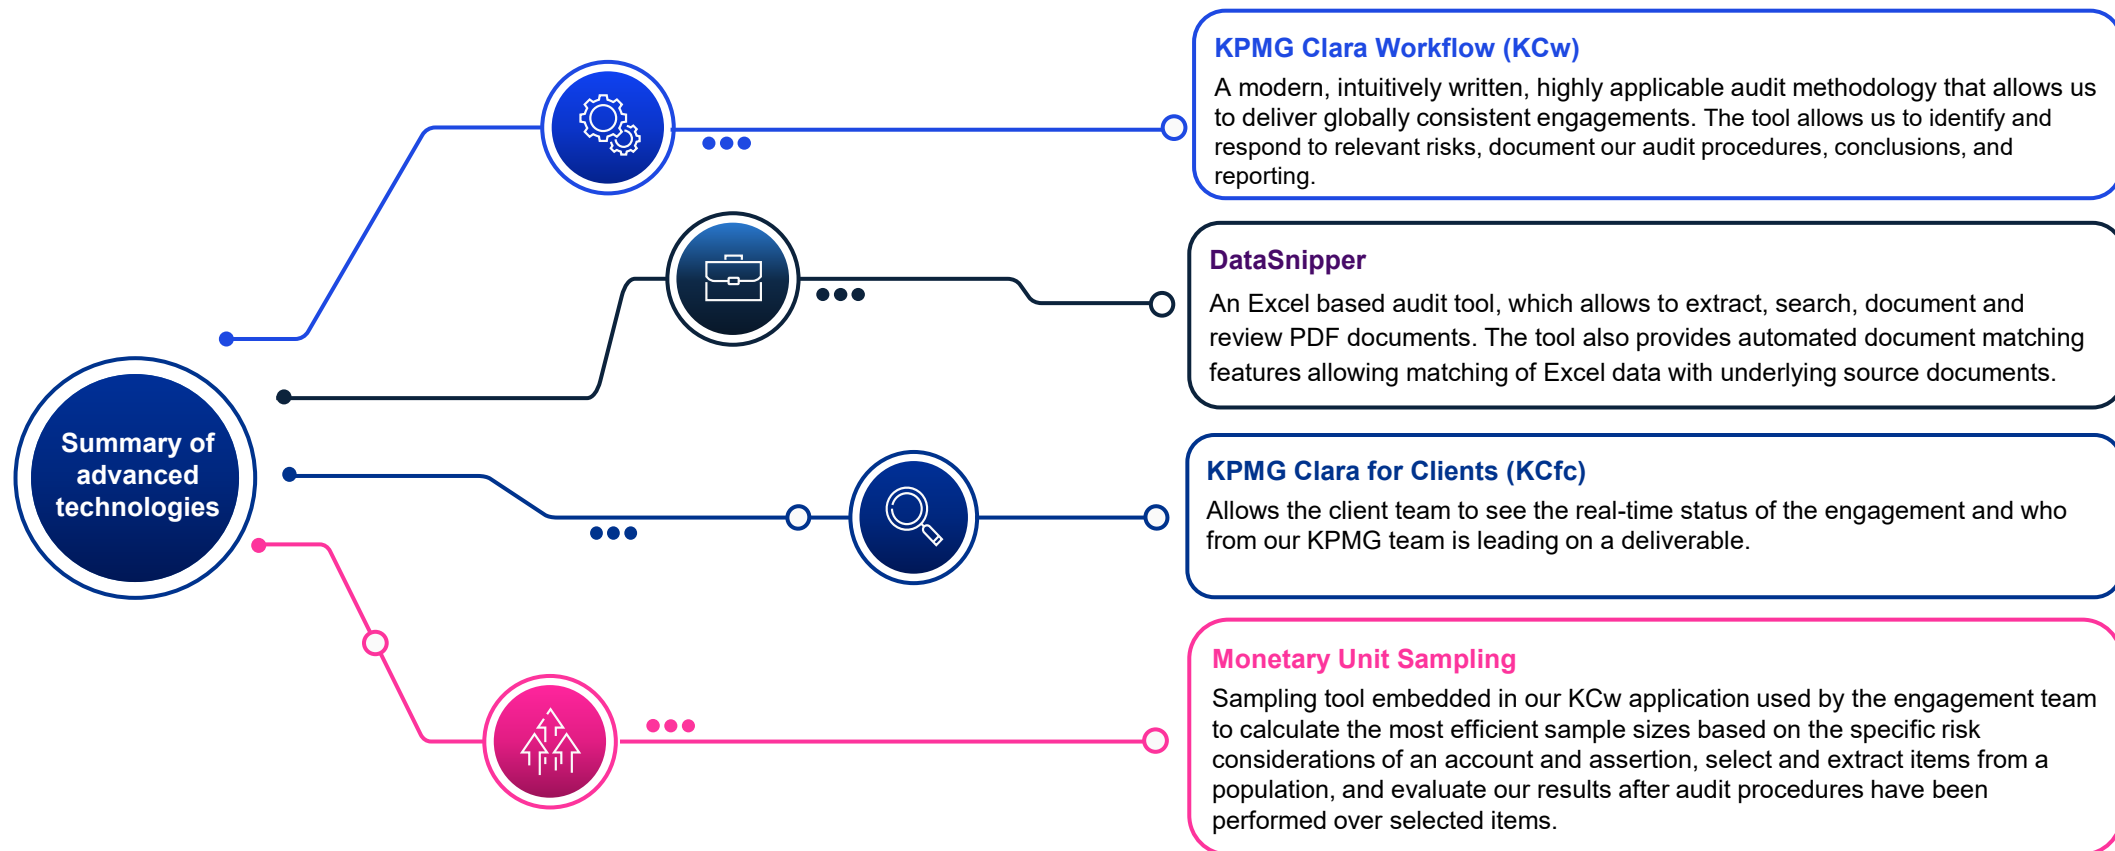 Summary of
advanced
technologies
KPMG Clara Workflow (KCw)
A modern, intuitively written, highly applicable audit methodology that allows us
to deliver globally consistent engagements. The tool allows us to identify and
respond to relevant risks, document our audit procedures, conclusions, and
reporting.
DataSnipper
An Excel based audit tool, which allows to extract, search, document and
review PDF documents. The tool also provides automated document matching
features allowing matching of Excel data with underlying source documents.
KPMG Clara for Clients (KCfc)
Allows the client team to see the real-time status of the engagement and who
from our KPMG team is leading on a deliverable.
Monetary Unit Sampling
Sampling tool embedded in our KCw application used by the engagement team
to calculate the most efficient sample sizes based on the specific risk
considerations of an account and assertion, select and extract items from a
population, and evaluate our results after audit procedures have been
performed over selected items.